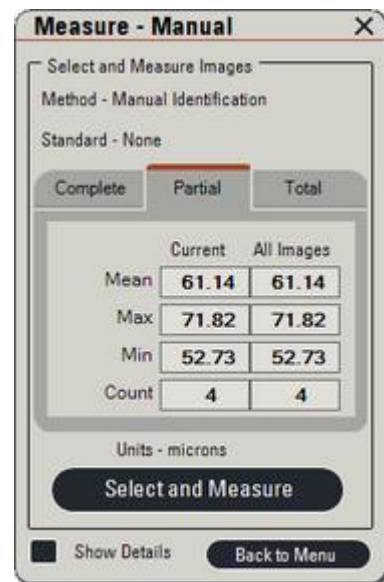 Measure - Manual
Select and Measure Images
Method - Manual Identification
Standard - None
Complete Partial Total
Current All Images
Mean 61.14 61.14
Max 71.82 71.82
Min 52.73 52.73
Count 4 4
Units - microns
Select and Measure
Show Details Back to Menu